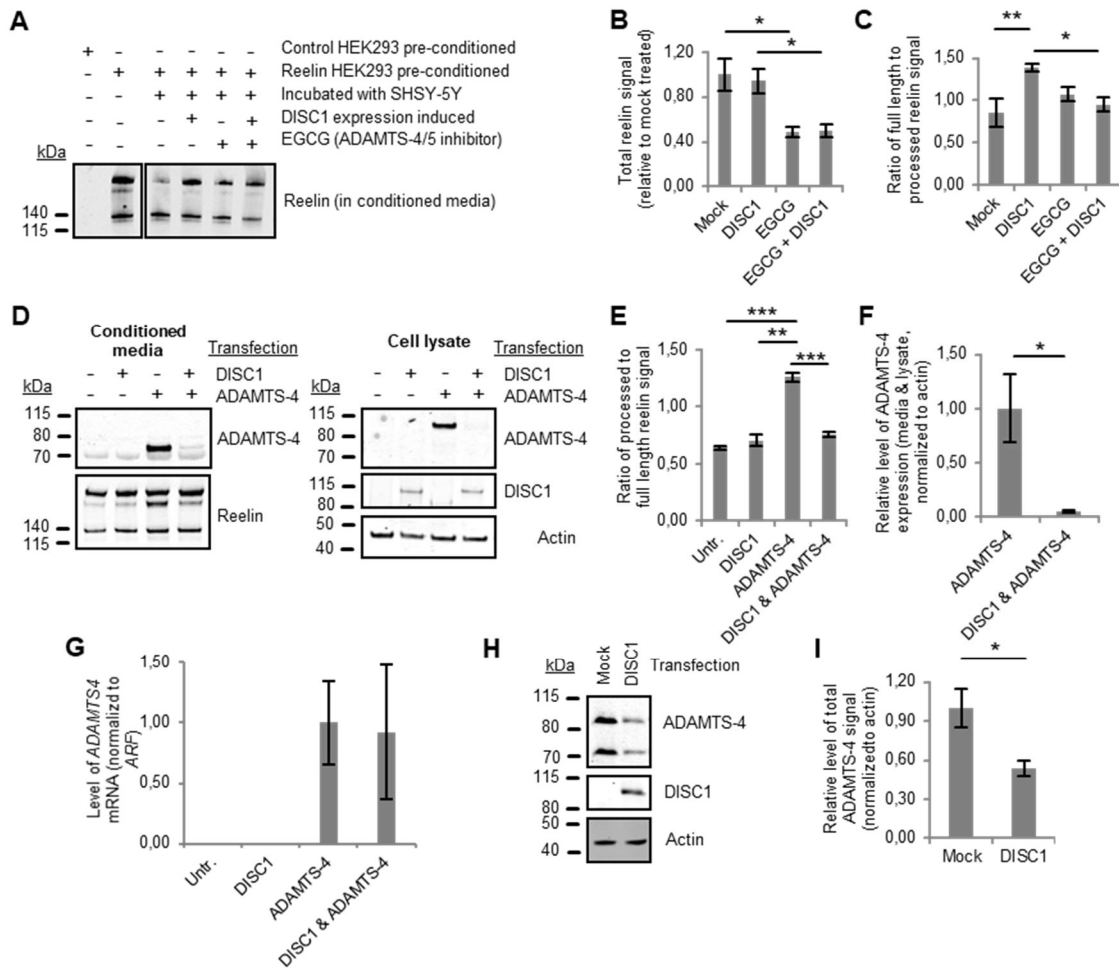 A
+ - - - - - Control HEK293 pre-conditioned
- + + + + + Reelin HEK293 pre-conditioned
- - + + + + Incubated with SHSY-5Y
- - - + - + DISC1 expression induced
- - - - + + EGCG (ADAMTS-4/5 inhibitor)
kDa
140
115
Reelin (in conditioned media)
B
Total reelin signal
(relative to mock treated)
1,20
0,80
0,40
0,00
*
*
Mock
DISC1
EGCG
EGCG + DISC1
C
Ratio of full length to
processed reelin signal
1,50
1,00
0,50
0,00
**
*
Mock
DISC1
EGCG
EGCG + DISC1
D
Conditioned
media
Transfection
- + - + DISC1
- - + + ADAMTS-4
kDa
115
80
70
ADAMTS-4
140
115
Reelin
Cell lysate
Transfection
- + - + DISC1
- - + + ADAMTS-4
kDa
115
80
70
ADAMTS-4
115
80
DISC1
50
40
Actin
E
Ratio of processed to
full length reelin signal
1,50
1,00
0,50
0,00
***
**
***
Untr.
DISC1
ADAMTS-4
DISC1 & ADAMTS-4
F
Relative level of ADAMTS-4
expression (media & lysate,
normalized to actin)
1,50
1,00
0,50
0,00
*
ADAMTS-4
DISC1 & ADAMTS-4
G
Level of ADAMTS4
mRNA (normalizd to
ARF)
1,50
1,00
0,50
0,00
Untr.
DISC1
ADAMTS-4
DISC1 & ADAMTS-4
H
kDa
Mock
DISC1
Transfection
115
80
70
ADAMTS-4
115
80
DISC1
50
40
Actin
I
Relative level of total
ADAMTS-4 signal
(normalizedto actin)
1,20
0,90
0,60
0,30
0,00
*
Mock
DISC1